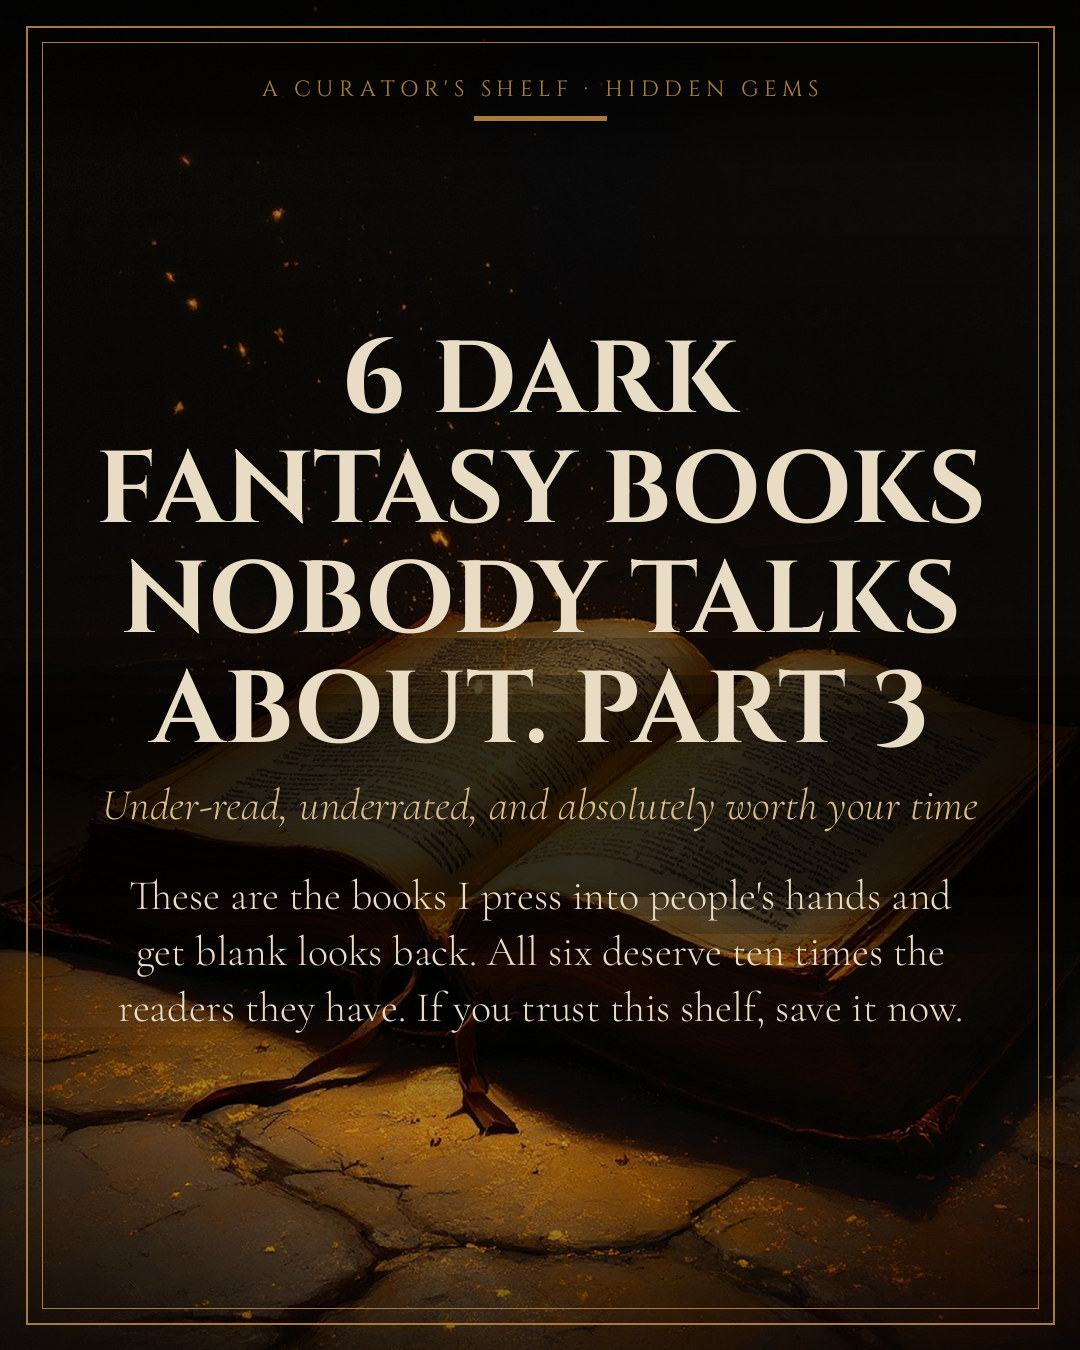 A CURATOR'S SHELF · HIDDEN GEMS
6 DARK
FANTASY BOOKS
NOBODY TALKS
ABOUT. PART 3
Under-read, underrated, and absolutely worth your time
These are the books I press into people's hands and
get blank looks back. All six deserve ten times the
readers they have. If you trust this shelf, save it now.